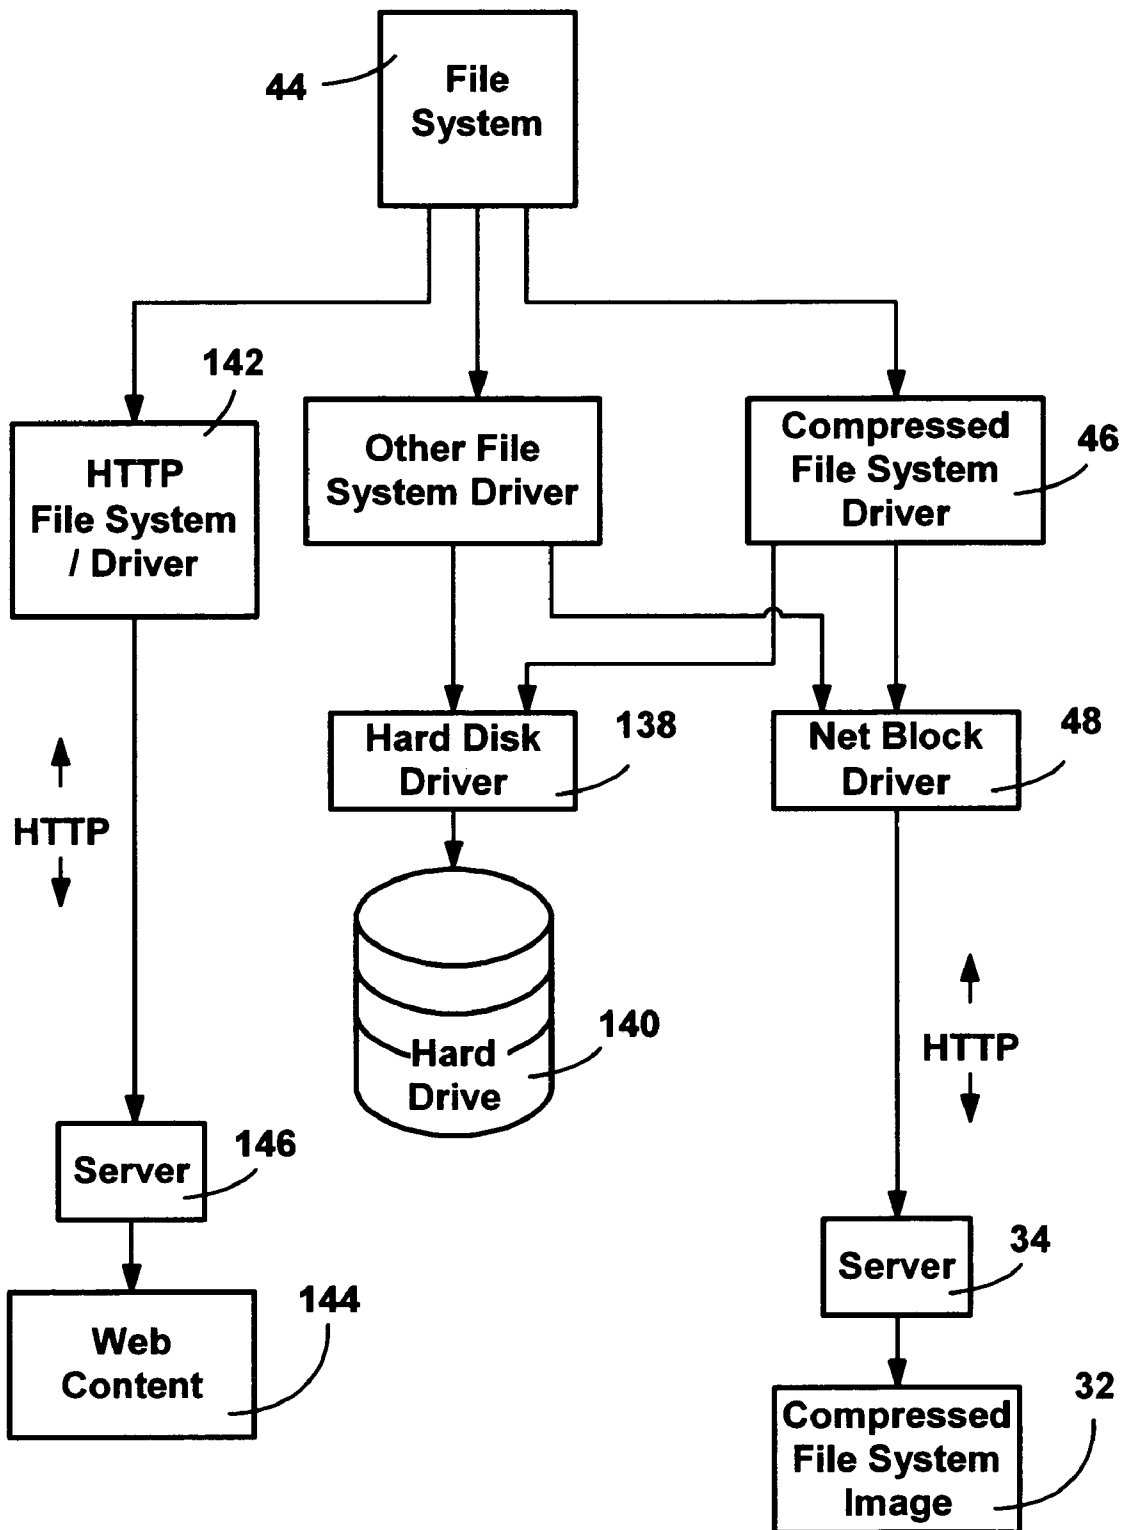 44
File
System
142
HTTP
File System
/ Driver
Other File
System Driver
Compressed
File System
Driver
46
Hard Disk
Driver
138
Net Block
Driver
48
HTTP
Hard
Drive
140
HTTP
Server
146
Server
34
Web
Content
144
Compressed
File System
Image
32